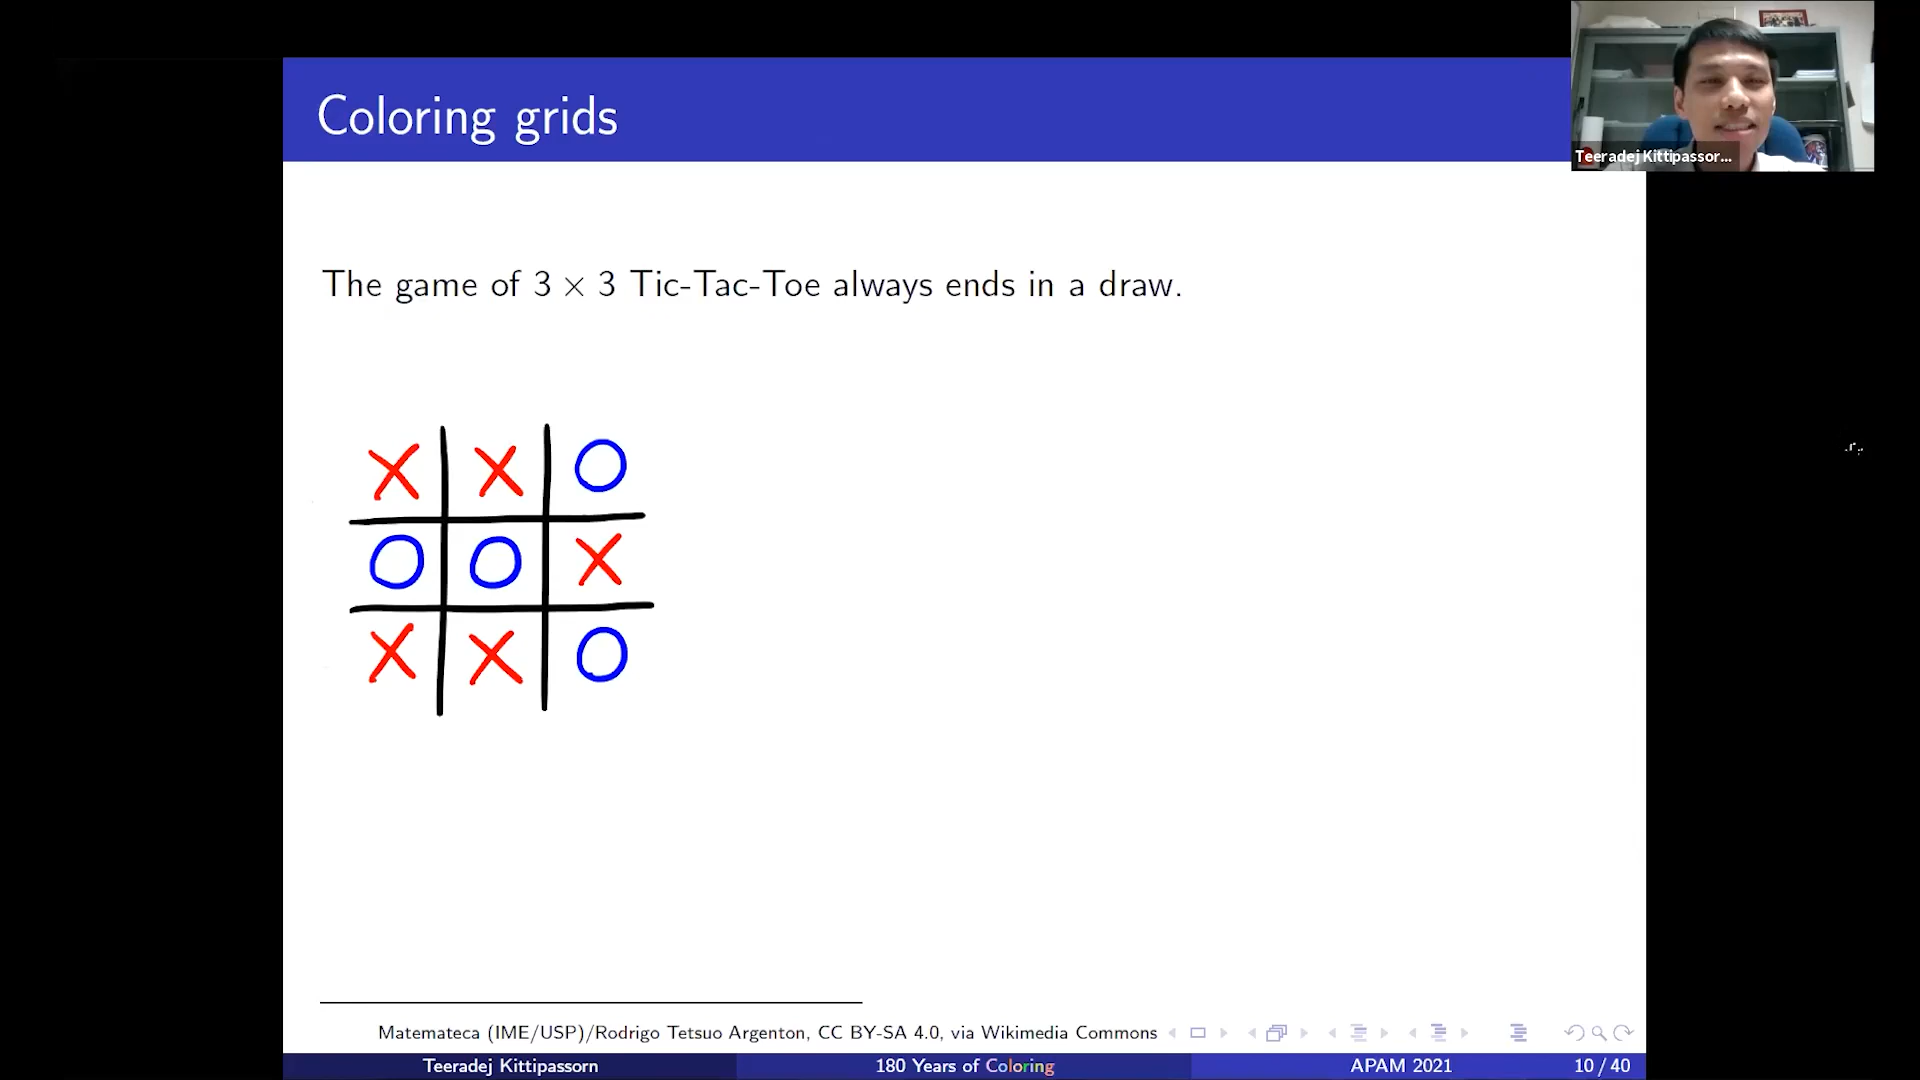 Coloring grids
Teeradej Kittipassor...
The game of 3 × 3 Tic-Tac-Toe always ends in a draw.
X X O
O O X
X X O
Matemateca (IME/USP)/Rodrigo Tetsuo Argenton, CC BY-SA 4.0, via Wikimedia Commons
Teeradej Kittipassorn 180 Years of Coloring APAM 2021 10 / 40